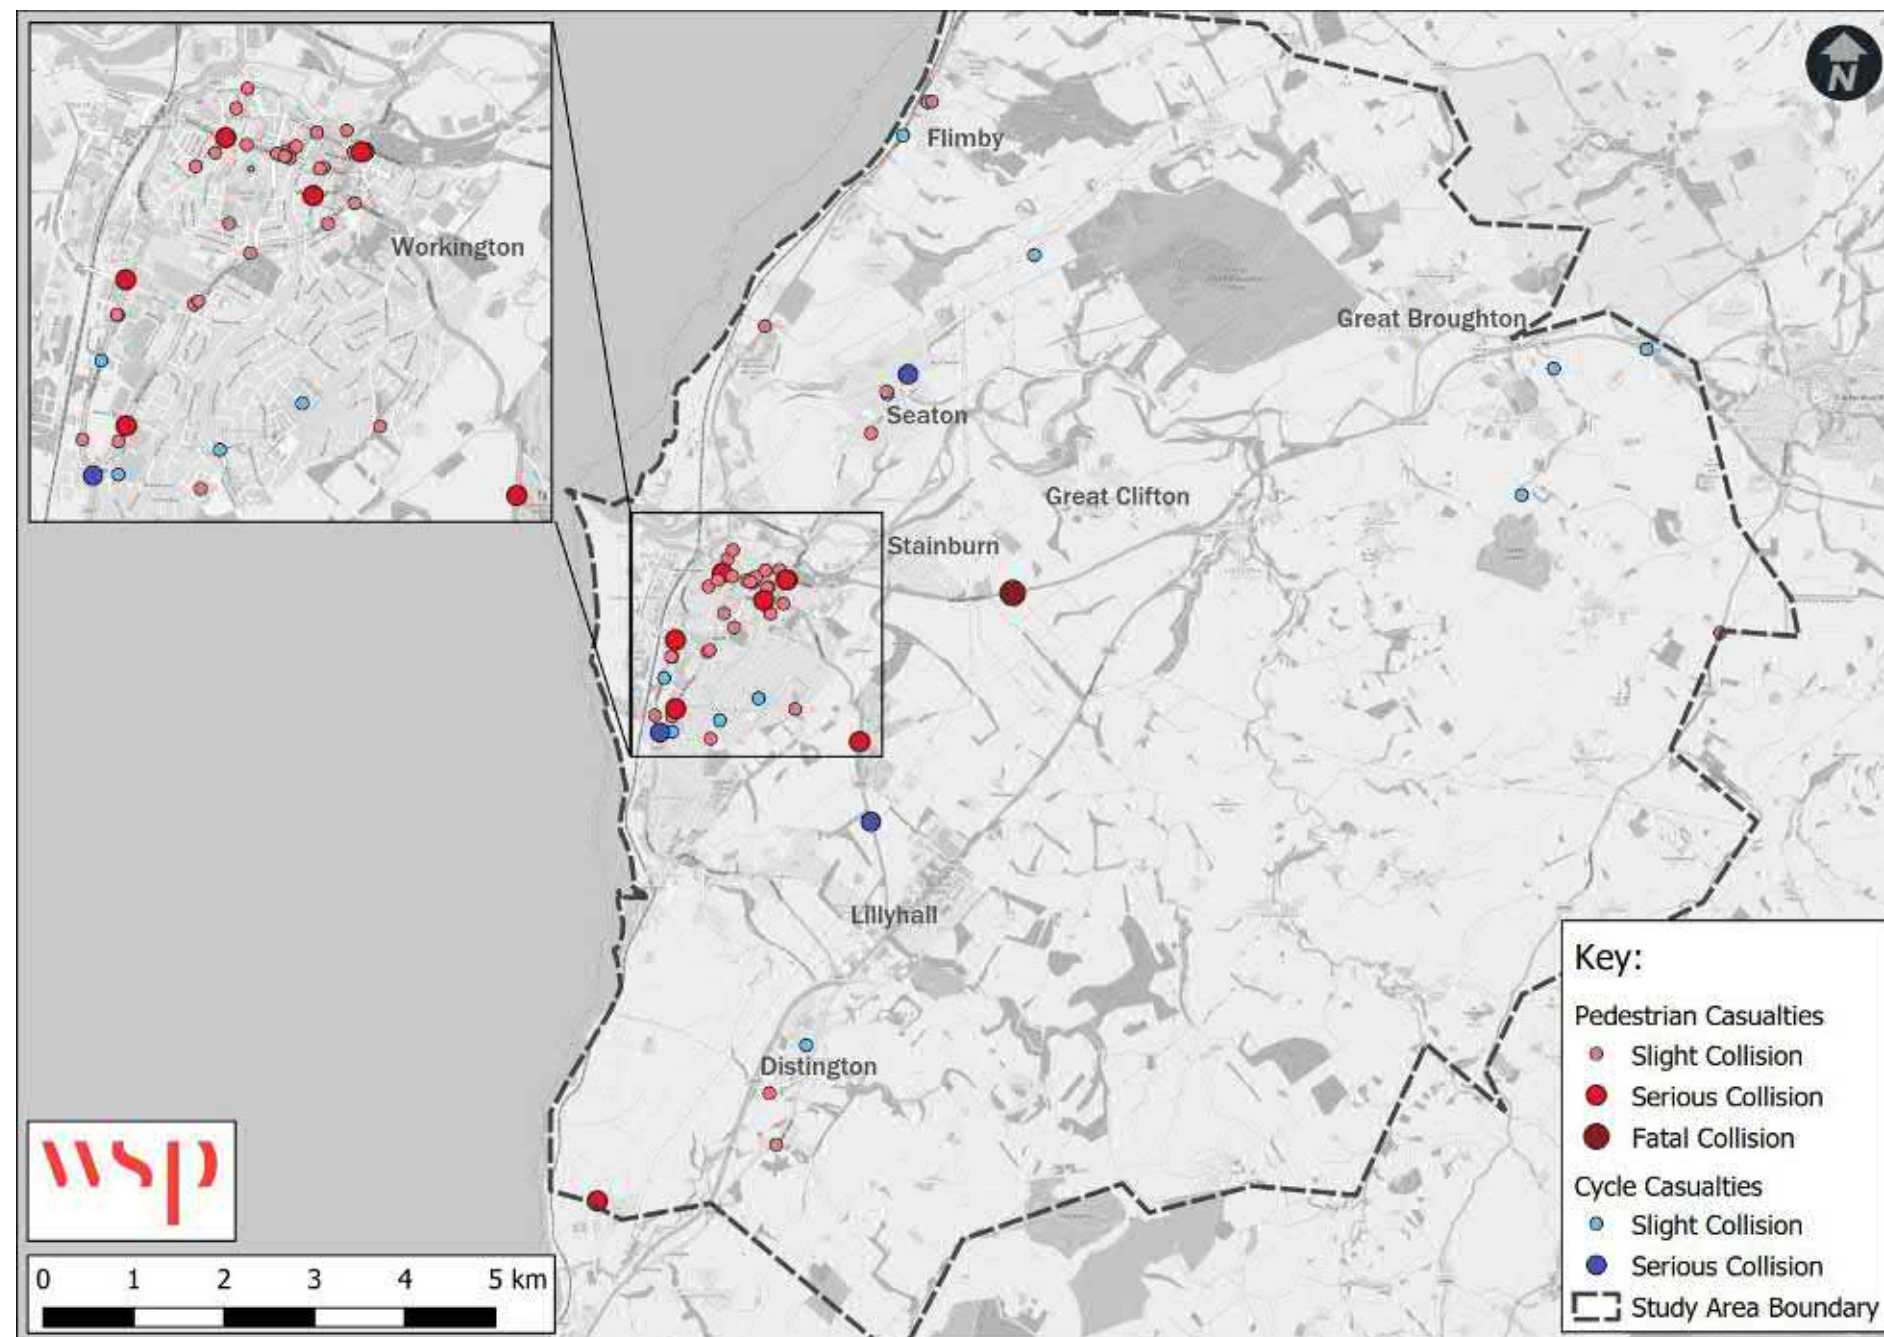 Workington
Flimby
Great Broughton
Seaton
Great Clifton
Stainburn
Lillyhall
Distington
N
wsp
0 1 2 3 4 5 km
Key:
Pedestrian Casualties
Slight Collision
Serious Collision
Fatal Collision
Cycle Casualties
Slight Collision
Serious Collision
Study Area Boundary